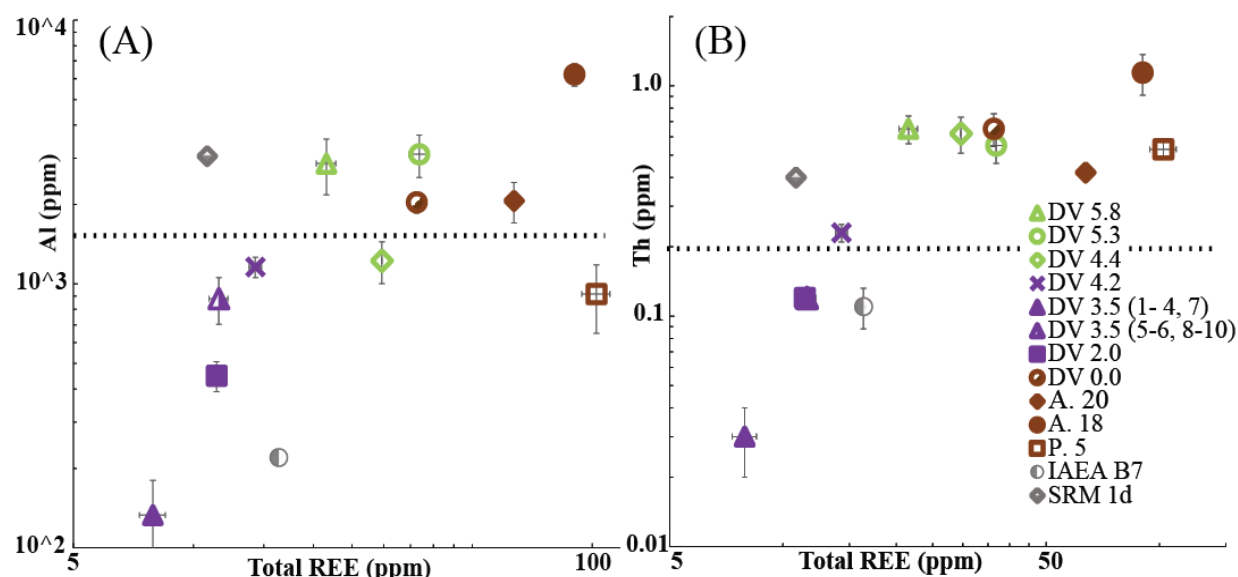 10^4
(A)
Al (ppm)
10^3
10^2
5
Total REE (ppm)
100
(B)
1.0
Th (ppm)
0.1
0.01
5
Total REE (ppm)
50
DV 5.8
DV 5.3
DV 4.4
DV 4.2
DV 3.5 (1- 4, 7)
DV 3.5 (5-6, 8-10)
DV 2.0
DV 0.0
A. 20
A. 18
P. 5
IAEA B7
SRM 1d